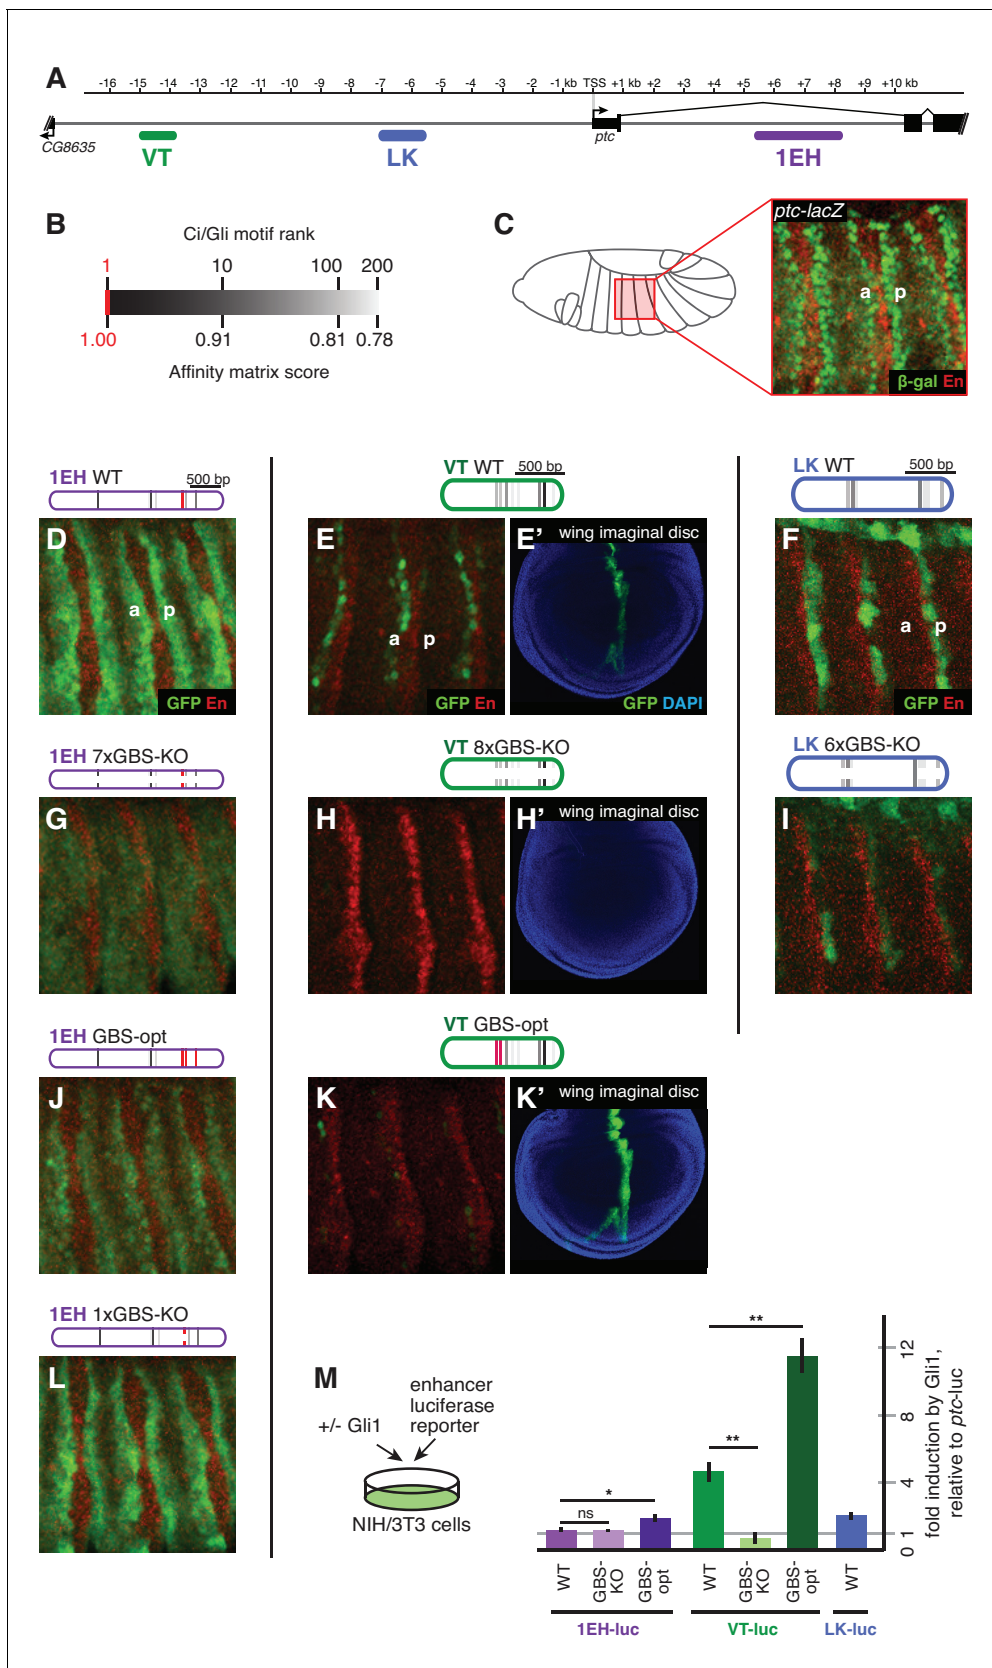 A
-16 -15 -14 -13 -12 -11 -10 -9 -8 -7 -6 -5 -4 -3 -2 -1 kb TSS +1 kb +2 +3 +4 +5 +6 +7 +8 +9 +10 kb
CG8635
ptc
VT
LK
1EH
B
Ci/Gli motif rank
1 10 100 200
1.00 0.91 0.81 0.78
Affinity matrix score
C
ptc-lacZ
a p
β-gal En
1EH WT
500 bp
D
a p
GFP En
VT WT
500 bp
E
a p
GFP En
E' wing imaginal disc
GFP DAPI
LK WT
500 bp
F
a p
GFP En
1EH 7xGBS-KO
G
VT 8xGBS-KO
H
H' wing imaginal disc
LK 6xGBS-KO
I
1EH GBS-opt
J
VT GBS-opt
K
K' wing imaginal disc
1EH 1xGBS-KO
L
M
+/- Gli1
enhancer
luciferase
reporter
NIH/3T3 cells
ns
*
**
**
0 1 4 8 12
fold induction by Gli1,
relative to ptc-luc
WT
GBS-
KO
GBS-
opt
WT
GBS-
KO
GBS-
opt
WT
1EH-luc
VT-luc
LK-luc